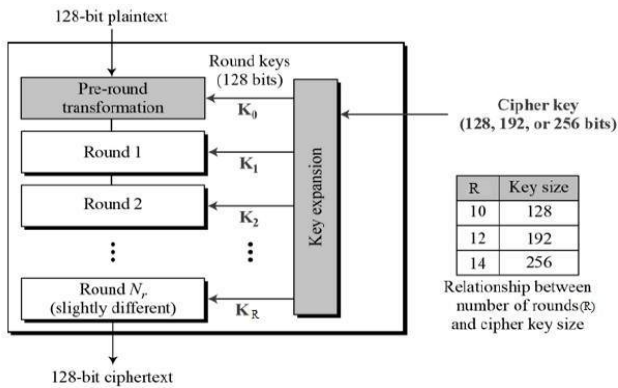 128-bit plaintext
Round keys
(128 bits)
Pre-round
transformation
K₀
Cipher key
(128, 192, or 256 bits)
Round 1
K₁
Key expansion
Round 2
K₂
R Key size
10 128
12 192
14 256
Relationship between
number of rounds(R)
and cipher key size
Round Nᵣ
(slightly different)
K R
128-bit ciphertext